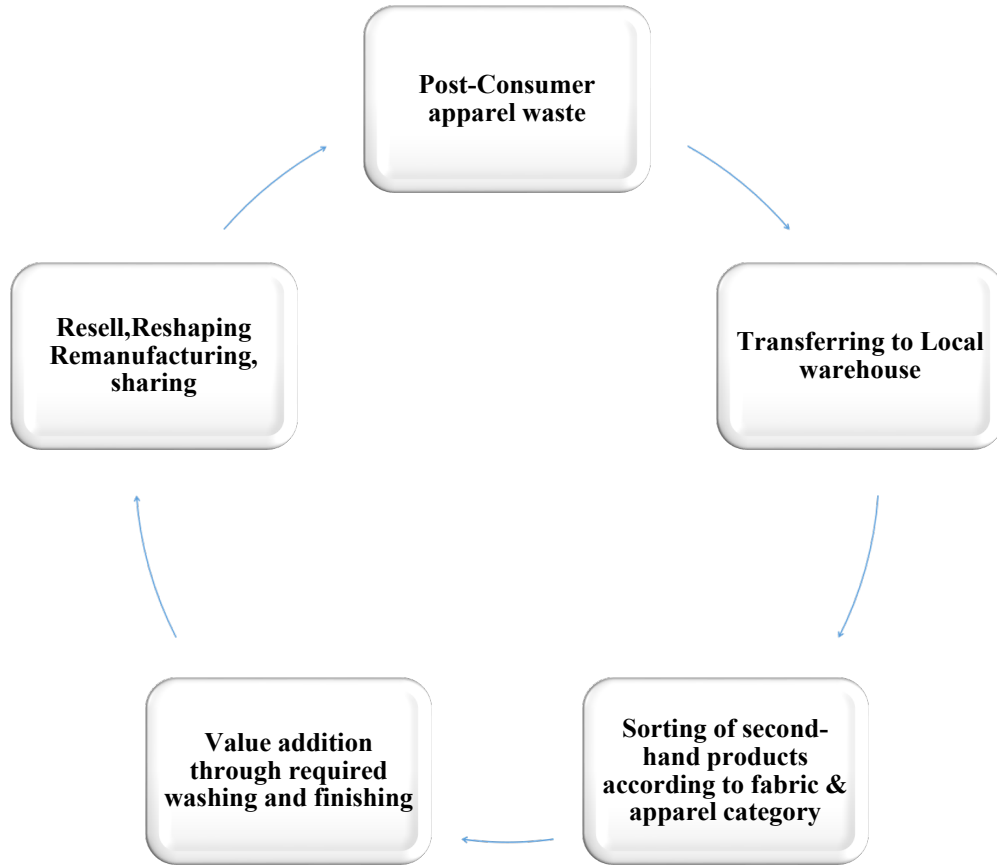 Post-Consumer
apparel waste
Transferring to Local
warehouse
Sorting of second-
hand products
according to fabric &
apparel category
Value addition
through required
washing and finishing
Resell,Reshaping
Remanufacturing,
sharing